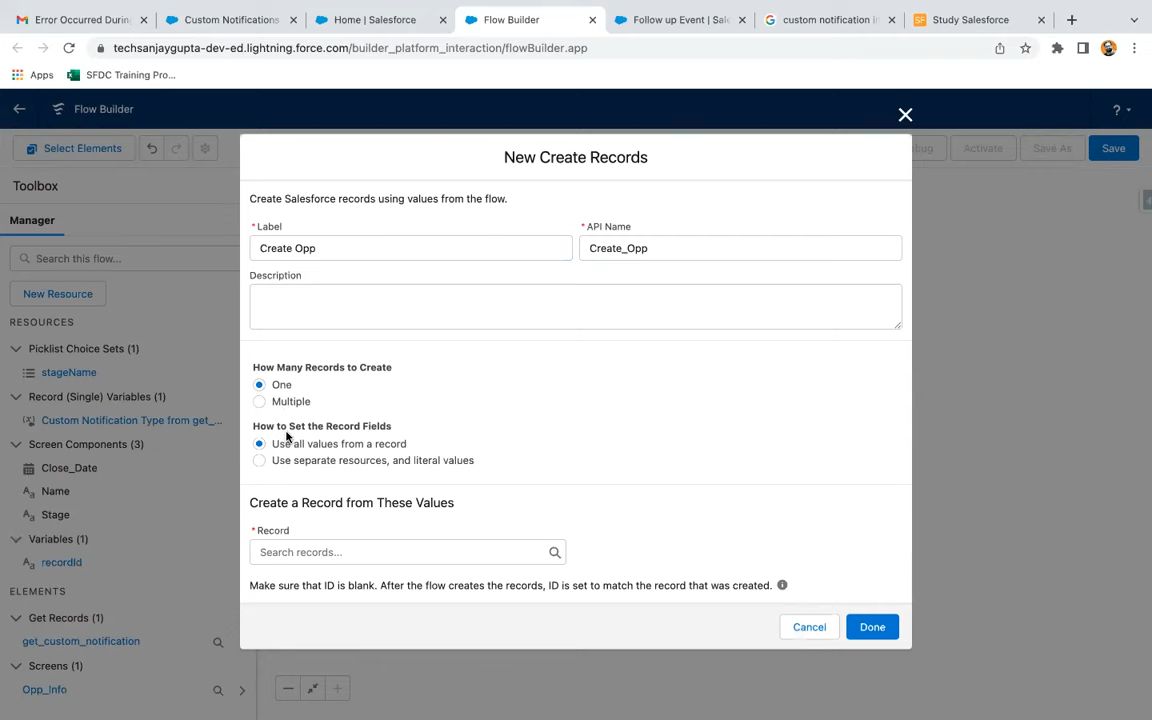 Error Occurred Durin
Custom Notifications
Home | Salesforce
Flow Builder
Follow up Event | Sal
custom notification in
SF Study Salesforce
techsanjaygupta-dev-ed.lightning.force.com/builder_platform_interaction/flowBuilder.app
Apps
SFDC Training Pro...
Flow Builder
?
Select Elements
bug
Activate
Save As
Save
Toolbox
Manager
Search this flow...
New Resource
RESOURCES
Picklist Choice Sets (1)
stageName
Record (Single) Variables (1)
Custom Notification Type from get_...
Screen Components (3)
Close_Date
Name
Stage
Variables (1)
recordId
ELEMENTS
Get Records (1)
get_custom_notification
Screens (1)
Opp_Info
New Create Records
Create Salesforce records using values from the flow.
* Label
Create Opp
* API Name
Create_Opp
Description
How Many Records to Create
One
Multiple
How to Set the Record Fields
Use all values from a record
Use separate resources, and literal values
Create a Record from These Values
* Record
Search records...
Make sure that ID is blank. After the flow creates the records, ID is set to match the record that was created.
Cancel
Done